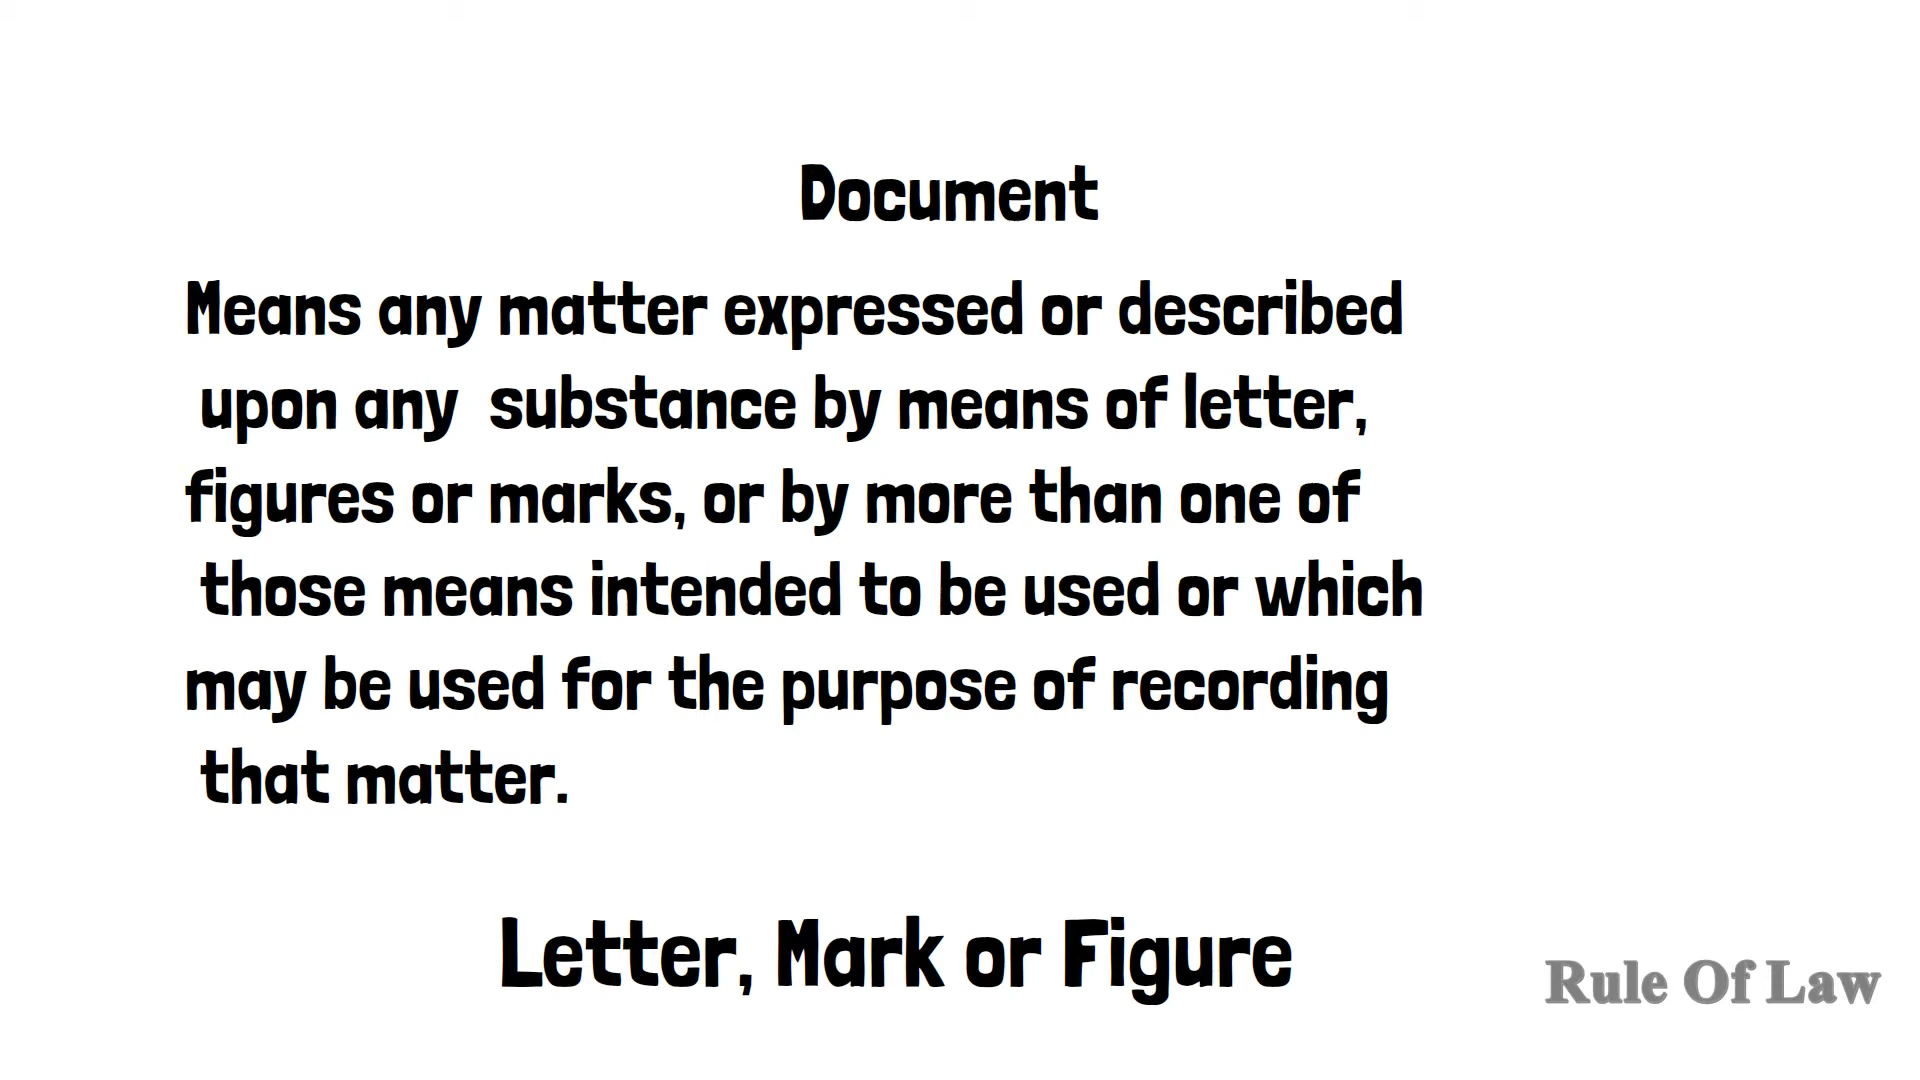 Document
Means any matter expressed or described
upon any substance by means of letter,
figures or marks, or by more than one of
those means intended to be used or which
may be used for the purpose of recording
that matter.
Letter, Mark or Figure
Rule Of Law